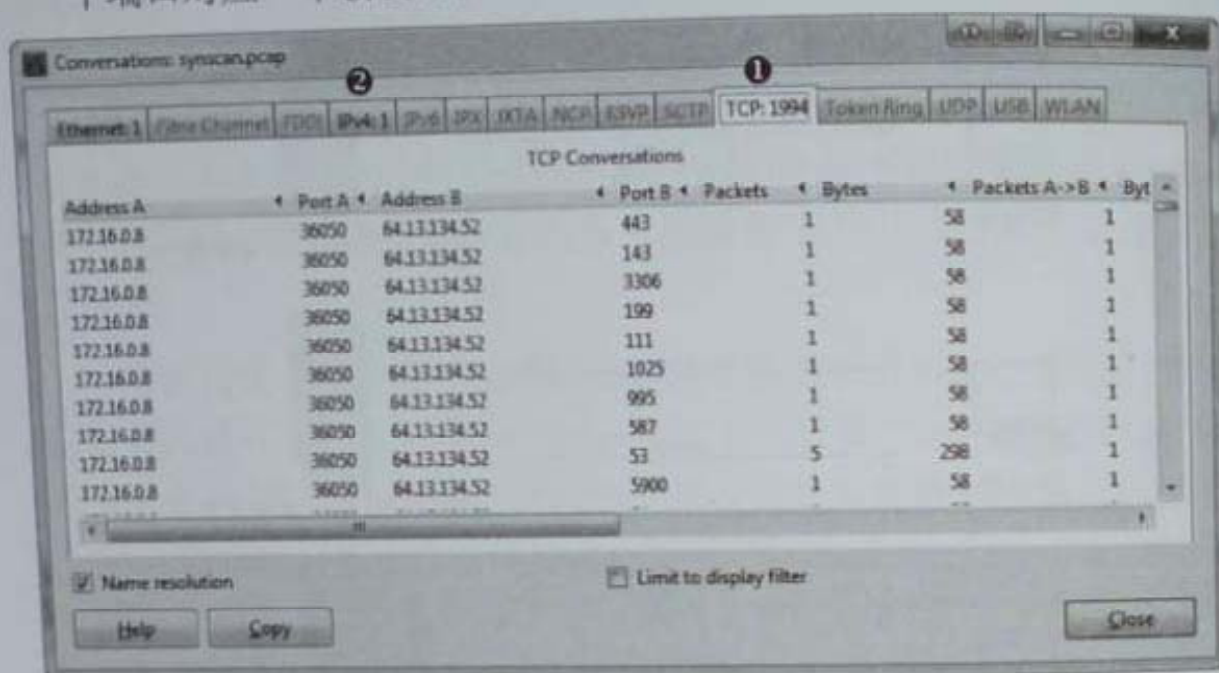 Conversations: synscan.pcap
❷ ❶
Ethernet: 1 Fibre Channel FDDI IPv4: 1 IPv6 IPX JXTA NCP RSVP SCTP TCP: 1994 Token Ring UDP USB WLAN
TCP Conversations
Address A Port A Address B Port B Packets Bytes Packets A->B Byt
172.16.0.8 36050 64.13.134.52 443 1 58 1
172.16.0.8 36050 64.13.134.52 143 1 58 1
172.16.0.8 36050 64.13.134.52 3306 1 58 1
172.16.0.8 36050 64.13.134.52 199 1 58 1
172.16.0.8 36050 64.13.134.52 111 1 58 1
172.16.0.8 36050 64.13.134.52 1025 1 58 1
172.16.0.8 36050 64.13.134.52 995 1 58 1
172.16.0.8 36050 64.13.134.52 587 1 58 1
172.16.0.8 36050 64.13.134.52 53 5 298 1
172.16.0.8 36050 64.13.134.52 5900 1 58 1
Name resolution Limit to display filter
Help Copy Close